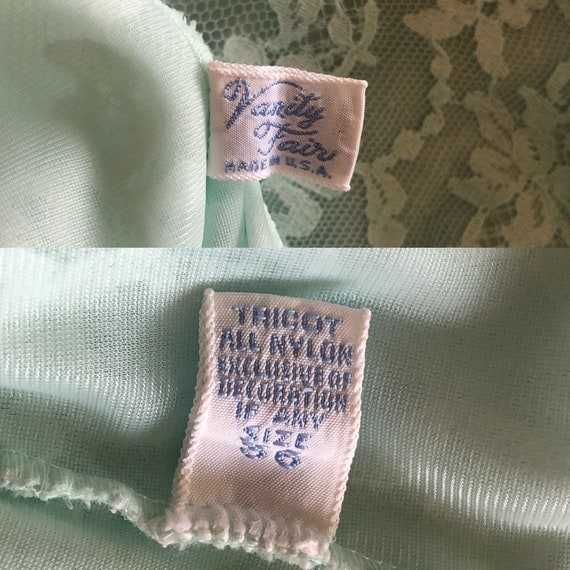 Vanity
Fair
MADE IN U.S.A.
TRICOT
ALL NYLON
EXCLUSIVE OF
DECORATION
IF ANY
SIZE
36